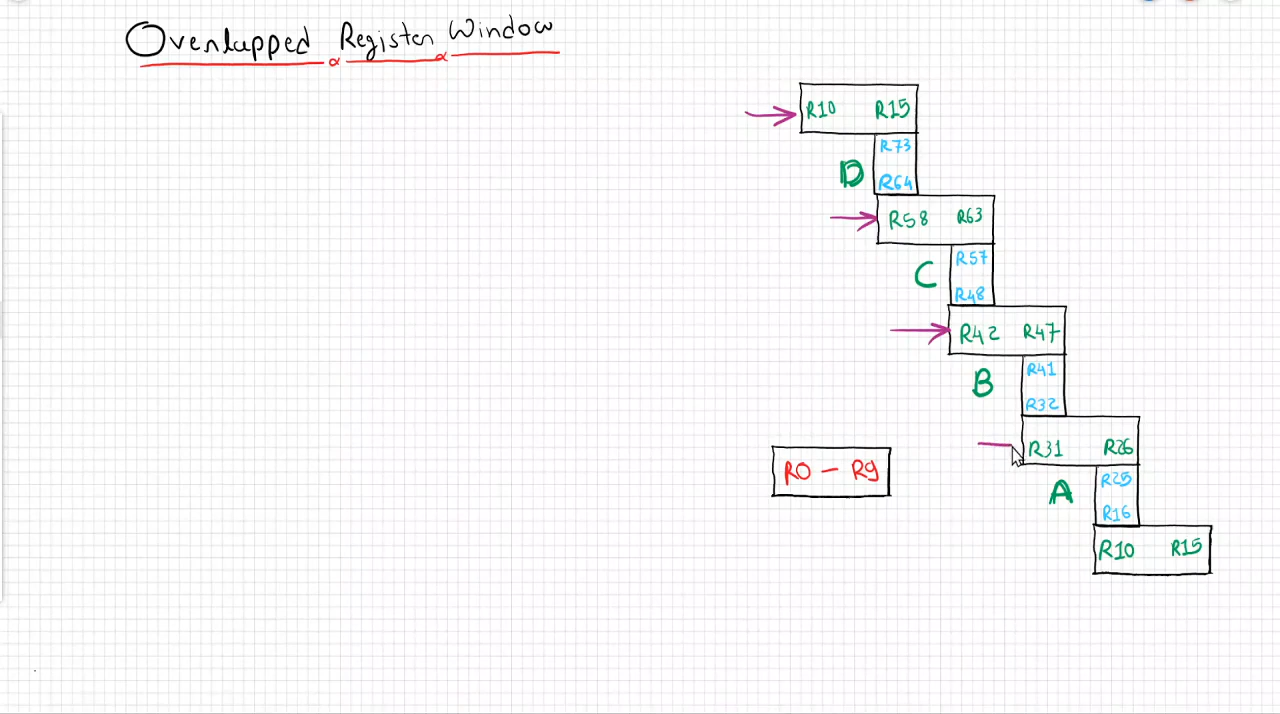 Overlapped Register Window
R10 R15
R73
D
R64
R58 R63
C
R57
R48
R42 R47
B
R41
R32
R31 R26
R0 - R9
A
R25
R16
R10 R15